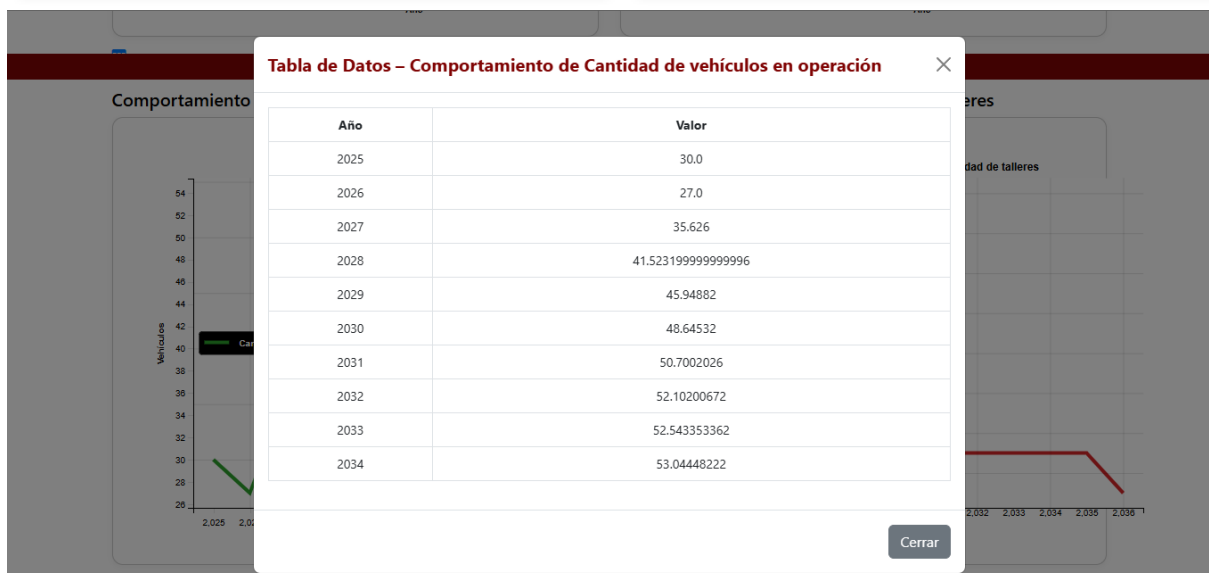 Tabla de Datos – Comportamiento de Cantidad de vehículos en operación
Comportamiento
eres
Año Valor
2025 30.0
2026 27.0
2027 35.626
2028 41.523199999999996
2029 45.94882
2030 48.64532
2031 50.7002026
2032 52.10200672
2033 52.543353362
2034 53.04448222
Cerrar
54
52
50
48
46
44
42
40
38
36
34
32
30
28
26
Vehículos
Car
2,025 2,02
dad de talleres
2,032 2,033 2,034 2,035 2,036